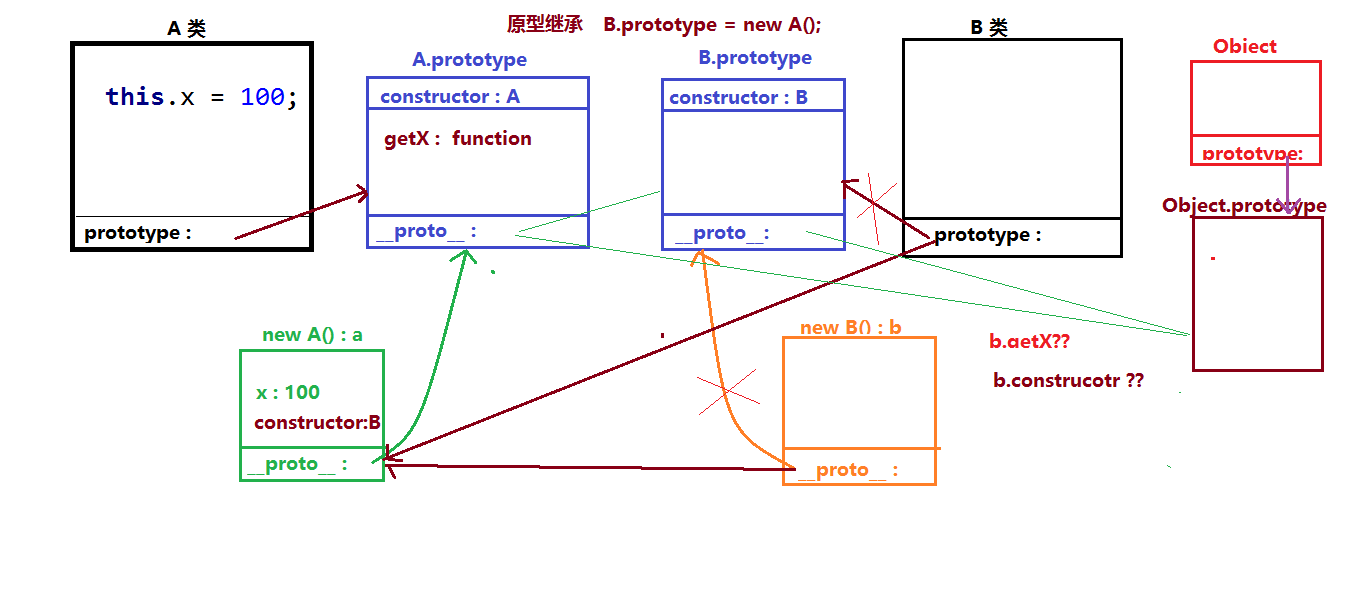 原型继承 B.prototype = new A();
A 类
B 类
Object
A.prototype
B.prototype
this.x = 100;
constructor : A
constructor : B
getX : function
prototype:
Object.prototype
prototype :
__proto__ :
__proto__:
prototype :
new A() : a
new B() : b
b.getX??
b.construcotr ??
x : 100
constructor:B
__proto__ :
__proto__ :